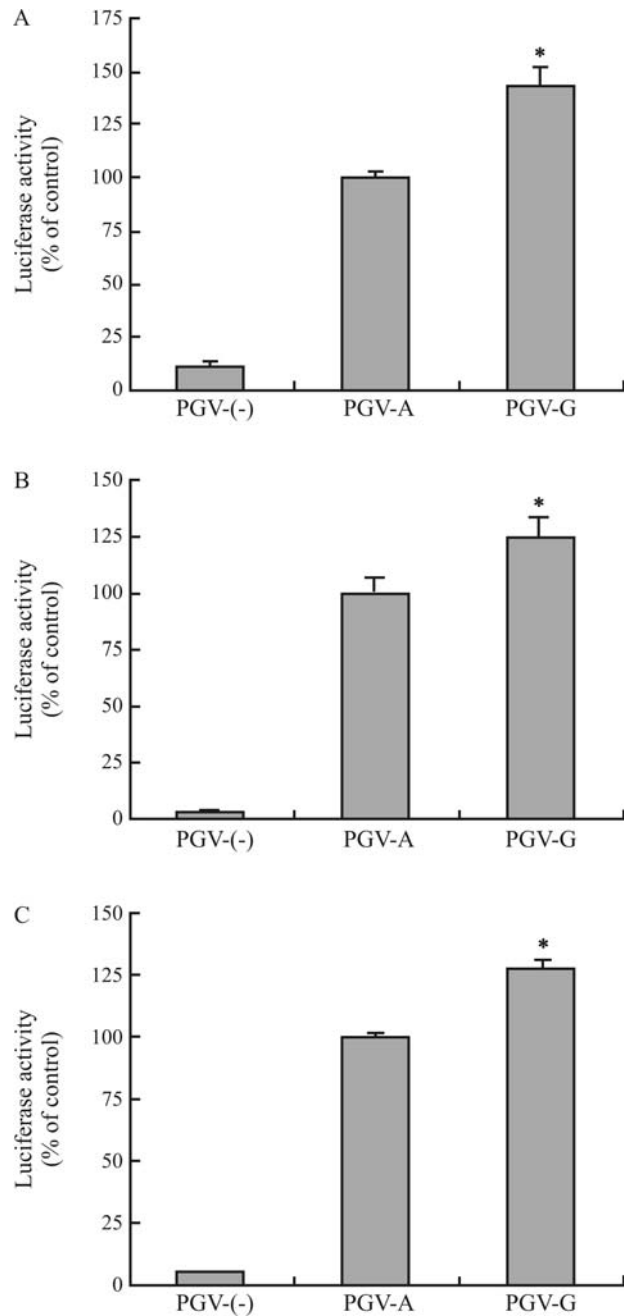 A
175
150
125
100
75
50
25
0
Luciferase activity
(% of control)
*
PGV-(-) PGV-A PGV-G
B
150
125
100
75
50
25
0
Luciferase activity
(% of control)
*
PGV-(-) PGV-A PGV-G
C
150
125
100
75
50
25
0
Luciferase activity
(% of control)
*
PGV-(-) PGV-A PGV-G